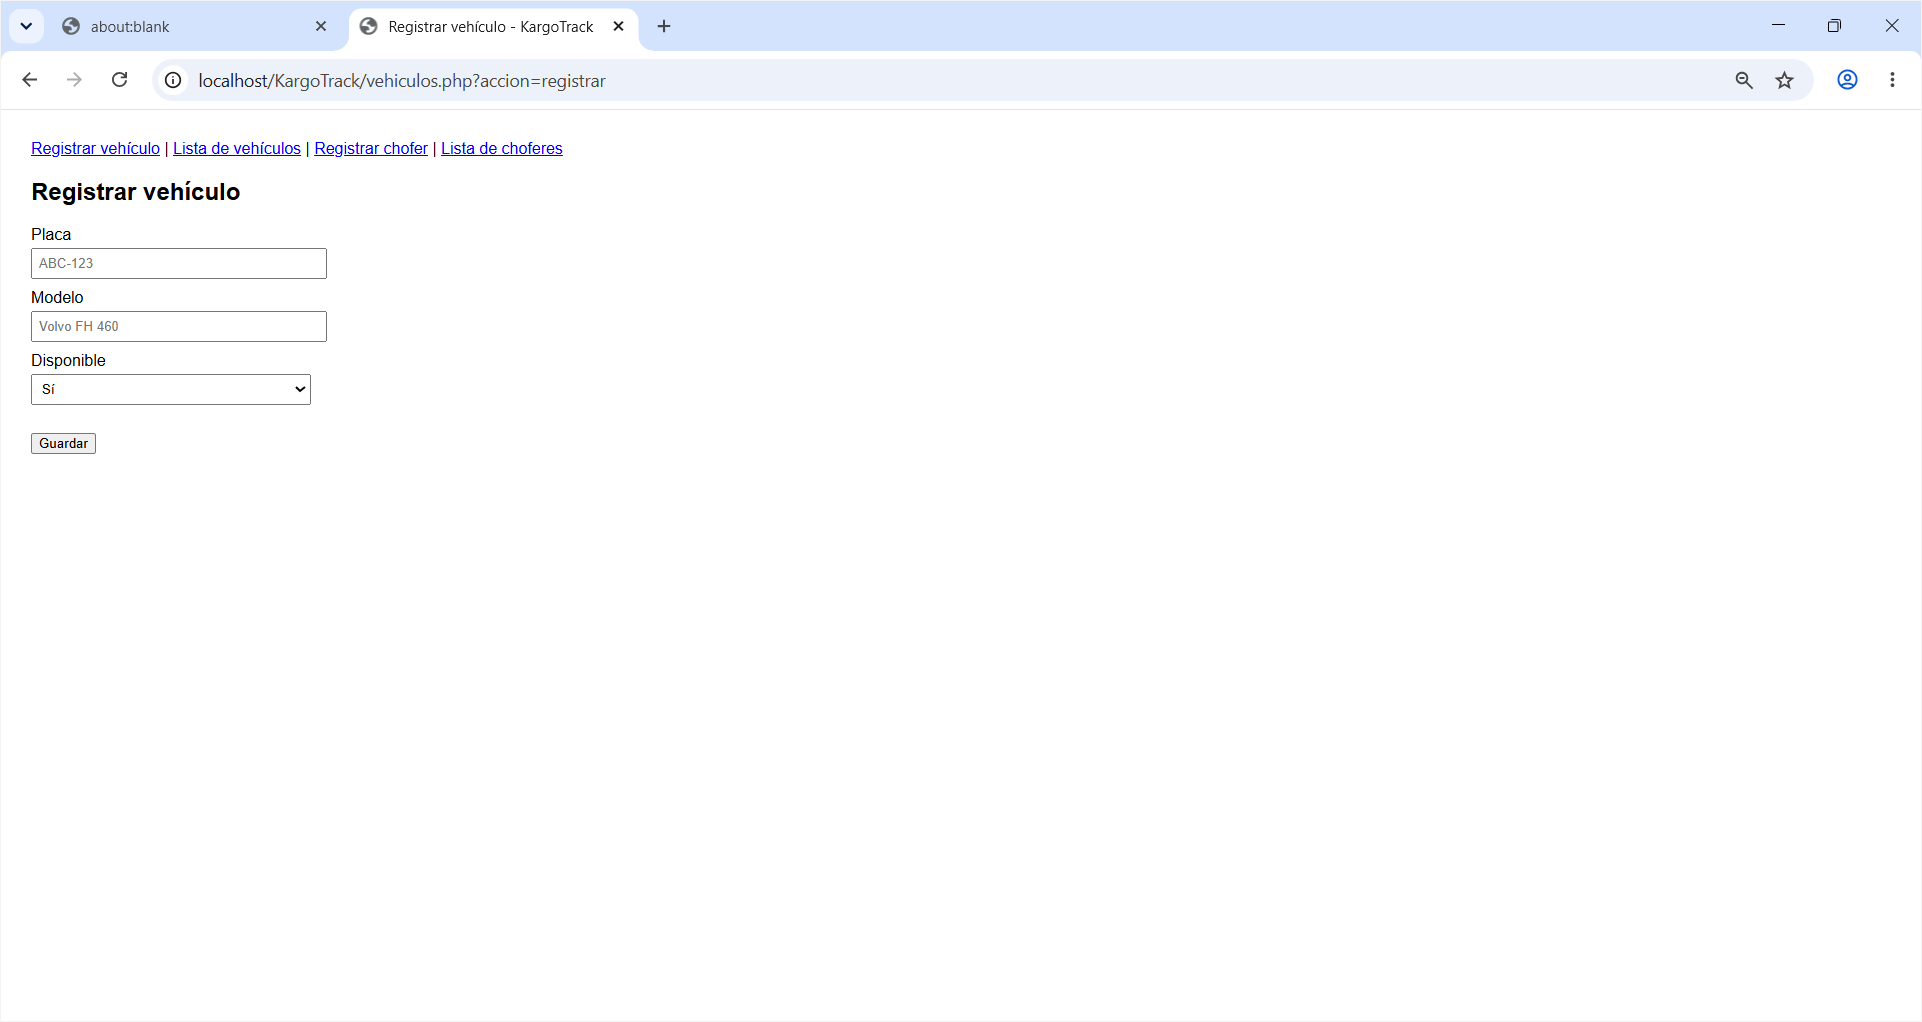 about:blank
Registrar vehículo - KargoTrack
localhost/KargoTrack/vehiculos.php?accion=registrar
Registrar vehículo | Lista de vehículos | Registrar chofer | Lista de choferes
Registrar vehículo
Placa
ABC-123
Modelo
Volvo FH 460
Disponible
Sí
Guardar